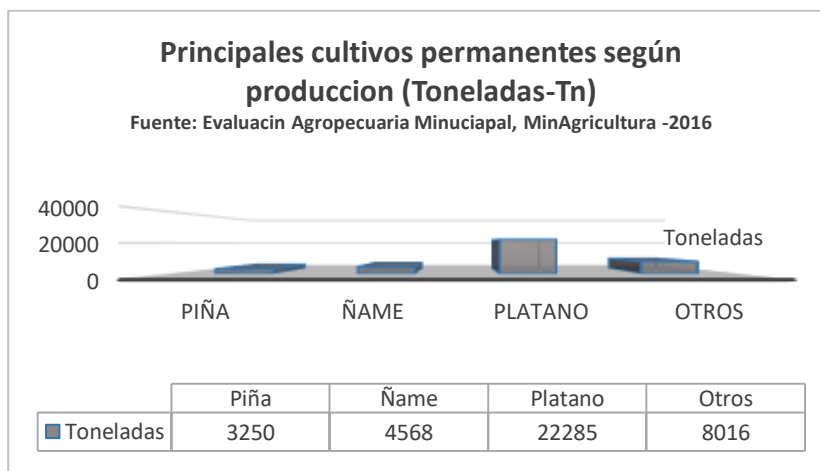 Principales cultivos permanentes según
produccion (Toneladas-Tn)
Fuente: Evaluacin Agropecuaria Minuciapal, MinAgricultura -2016
40000
20000
0
Toneladas
PIÑA ÑAME PLATANO OTROS
Piña Ñame Platano Otros
Toneladas 3250 4568 22285 8016